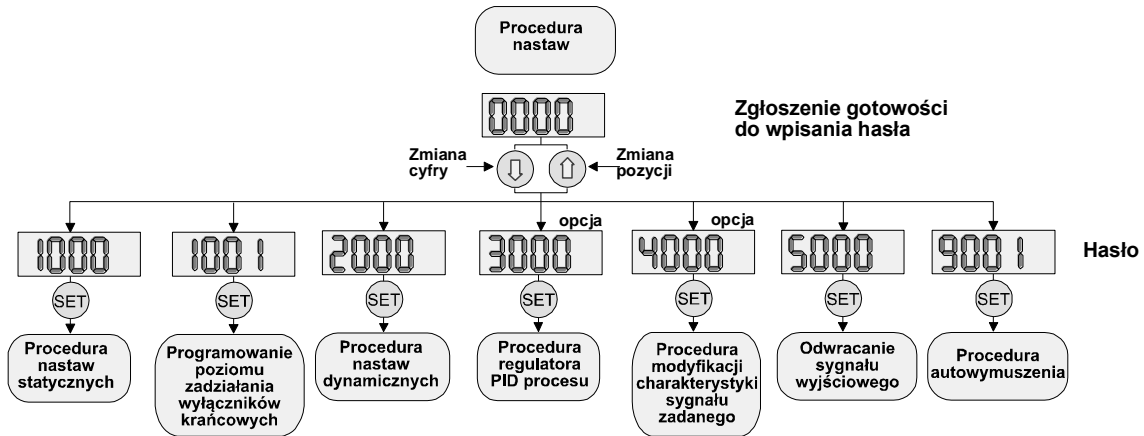 Procedura
nastaw
0000
Zgłoszenie gotowości
do wpisania hasła
Zmiana
cyfry
Zmiana
pozycji
opcja
opcja
1000
1001
2000
3000
4000
5000
9001
Hasło
SET
SET
SET
SET
SET
SET
SET
Procedura
nastaw
statycznych
Programowanie
poziomu
zadziałania
wyłączników
krańcowych
Procedura
nastaw
dynamicznych
Procedura
regulatora
PID procesu
Procedura
modyfikacji
charakterystyki
sygnału
zadanego
Odwracanie
sygnału
wyjściowego
Procedura
autowymuszenia